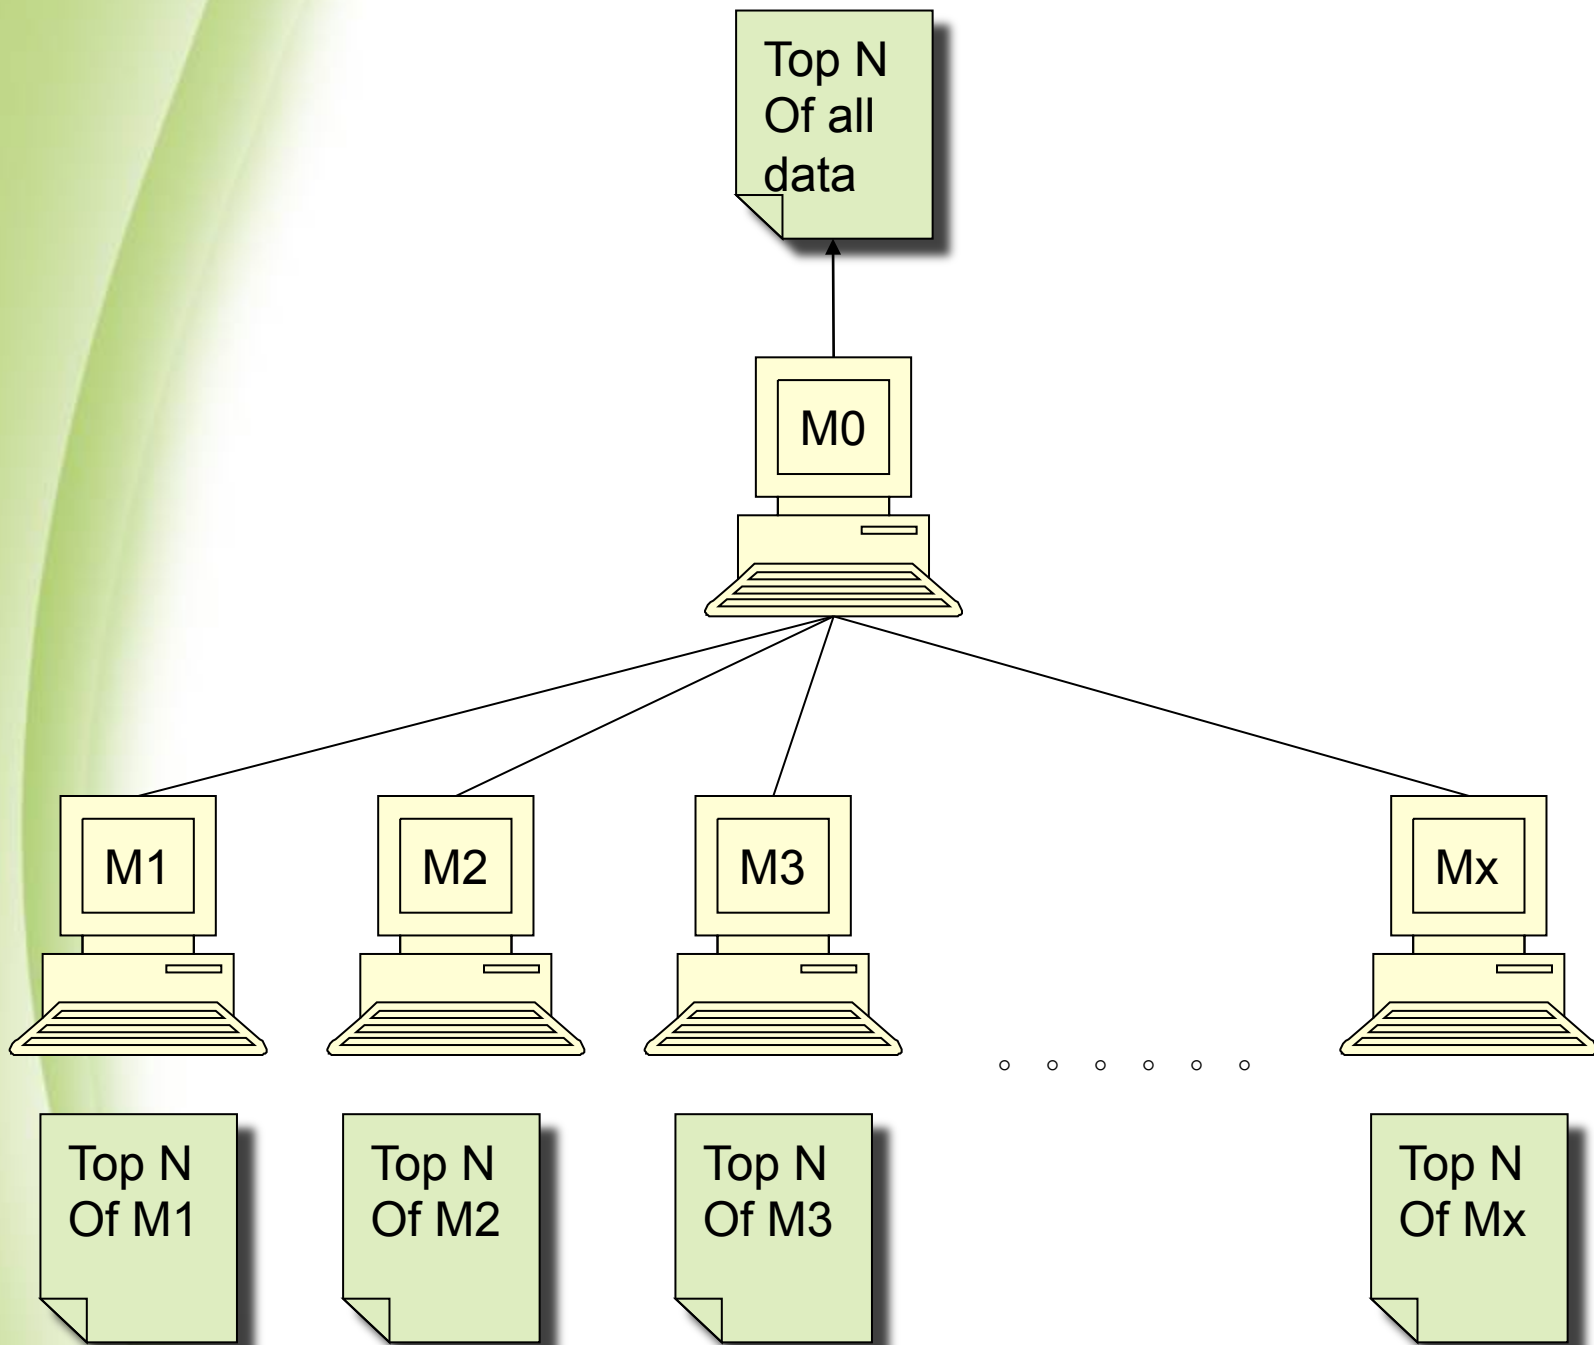 Top N
Of all
data
M0
M1
M2
M3
Mx
Top N
Of M1
Top N
Of M2
Top N
Of M3
Top N
Of Mx